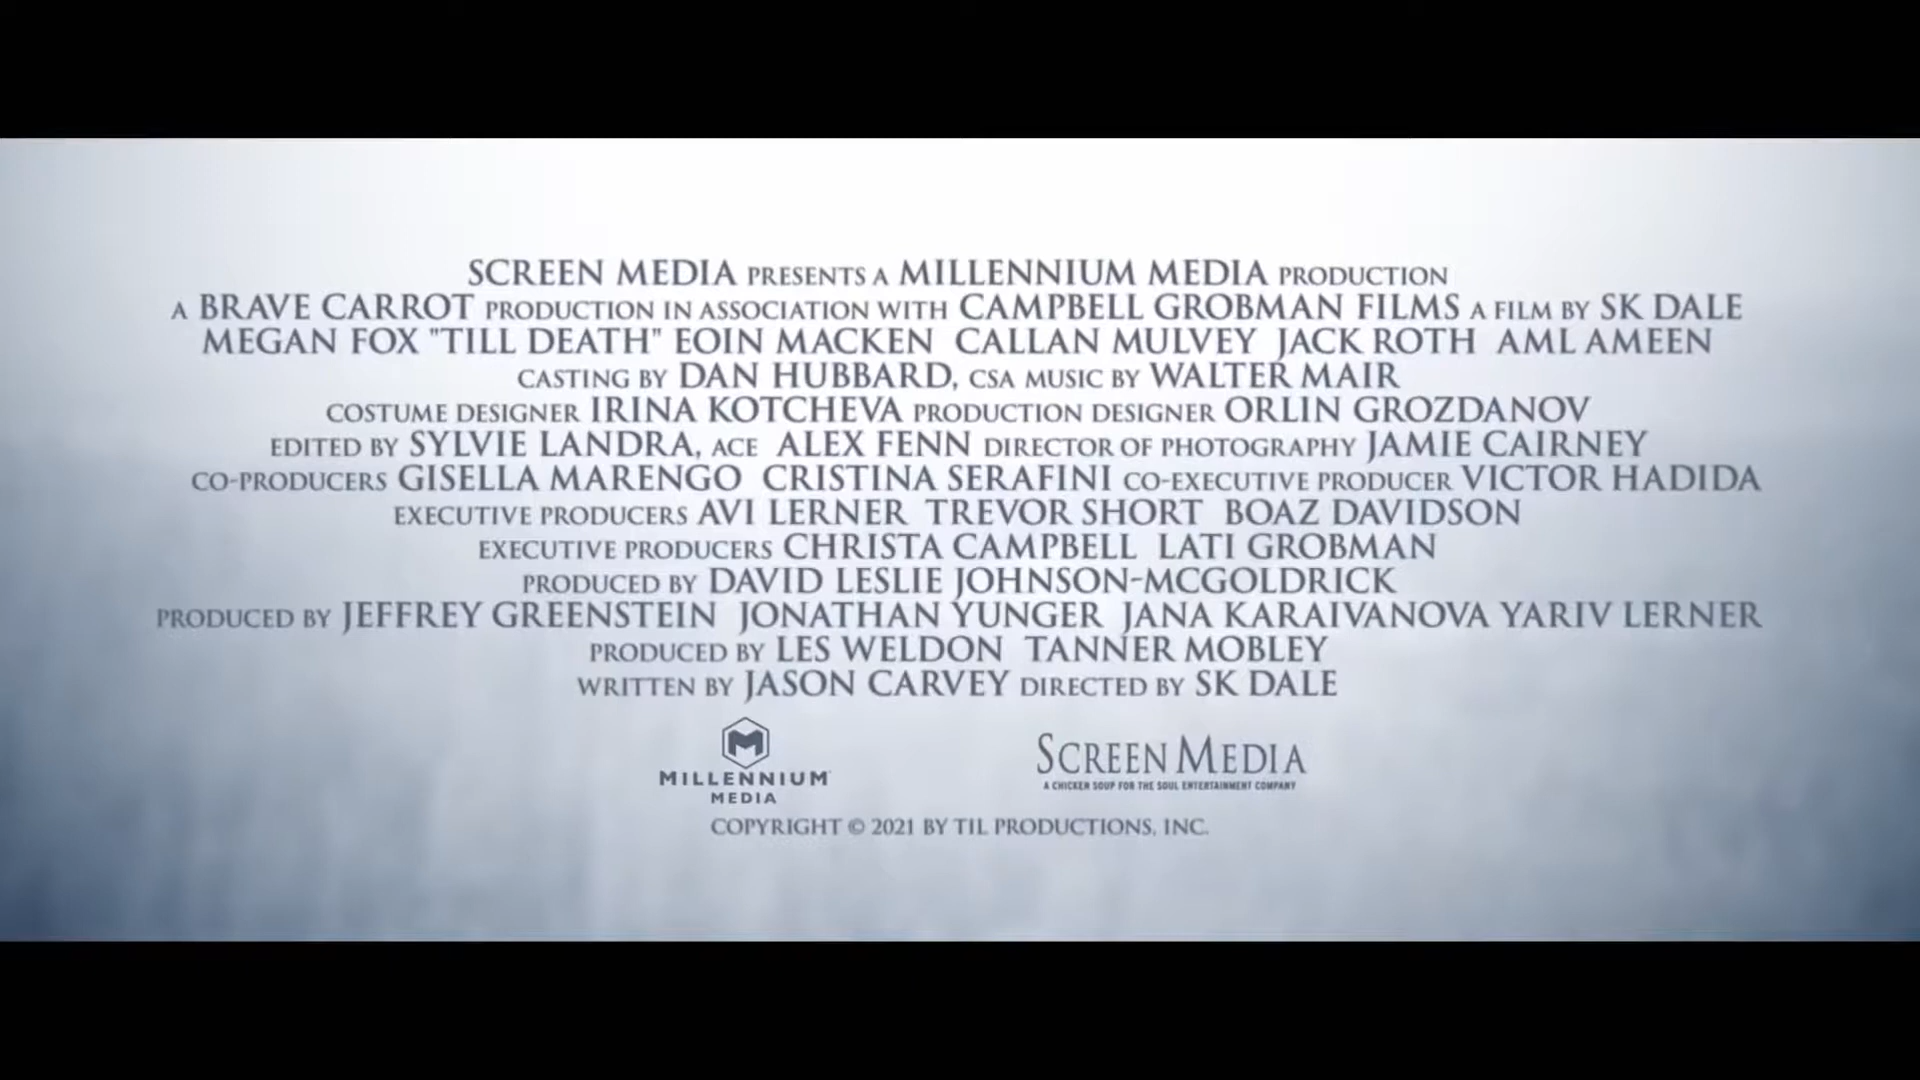 SCREEN MEDIA PRESENTS A MILLENNIUM MEDIA PRODUCTION
A BRAVE CARROT PRODUCTION IN ASSOCIATION WITH CAMPBELL GROBMAN FILMS A FILM BY SK DALE
MEGAN FOX "TILL DEATH" EOIN MACKEN CALLAN MULVEY JACK ROTH AML AMEEN
CASTING BY DAN HUBBARD, CSA MUSIC BY WALTER MAIR
COSTUME DESIGNER IRINA KOTCHEVA PRODUCTION DESIGNER ORLIN GROZDANOV
EDITED BY SYLVIE LANDRA, ACE ALEX FENN DIRECTOR OF PHOTOGRAPHY JAMIE CAIRNEY
CO-PRODUCERS GISELLA MARENGO CRISTINA SERAFINI CO-EXECUTIVE PRODUCER VICTOR HADIDA
EXECUTIVE PRODUCERS AVI LERNER TREVOR SHORT BOAZ DAVIDSON
EXECUTIVE PRODUCERS CHRISTA CAMPBELL LATI GROBMAN
PRODUCED BY DAVID LESLIE JOHNSON-MCGOLDRICK
PRODUCED BY JEFFREY GREENSTEIN JONATHAN YUNGER JANA KARAIVANOVA YARIV LERNER
PRODUCED BY LES WELDON TANNER MOBLEY
WRITTEN BY JASON CARVEY DIRECTED BY SK DALE
MILLENNIUM
MEDIA
SCREEN MEDIA
A CHICKEN SOUP FOR THE SOUL ENTERTAINMENT COMPANY
COPYRIGHT © 2021 BY TIL PRODUCTIONS, INC.